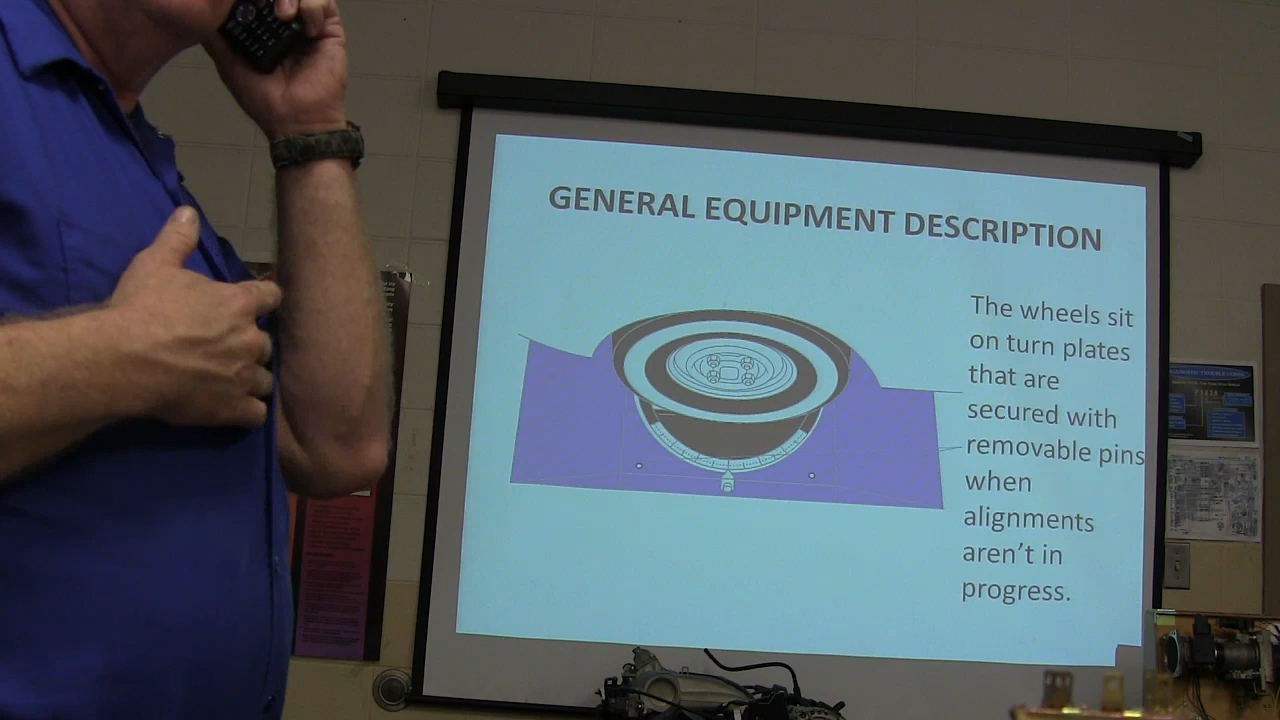 GENERAL EQUIPMENT DESCRIPTION
The wheels sit
on turn plates
that are
secured with
removable pins
when
alignments
aren't in
progress.